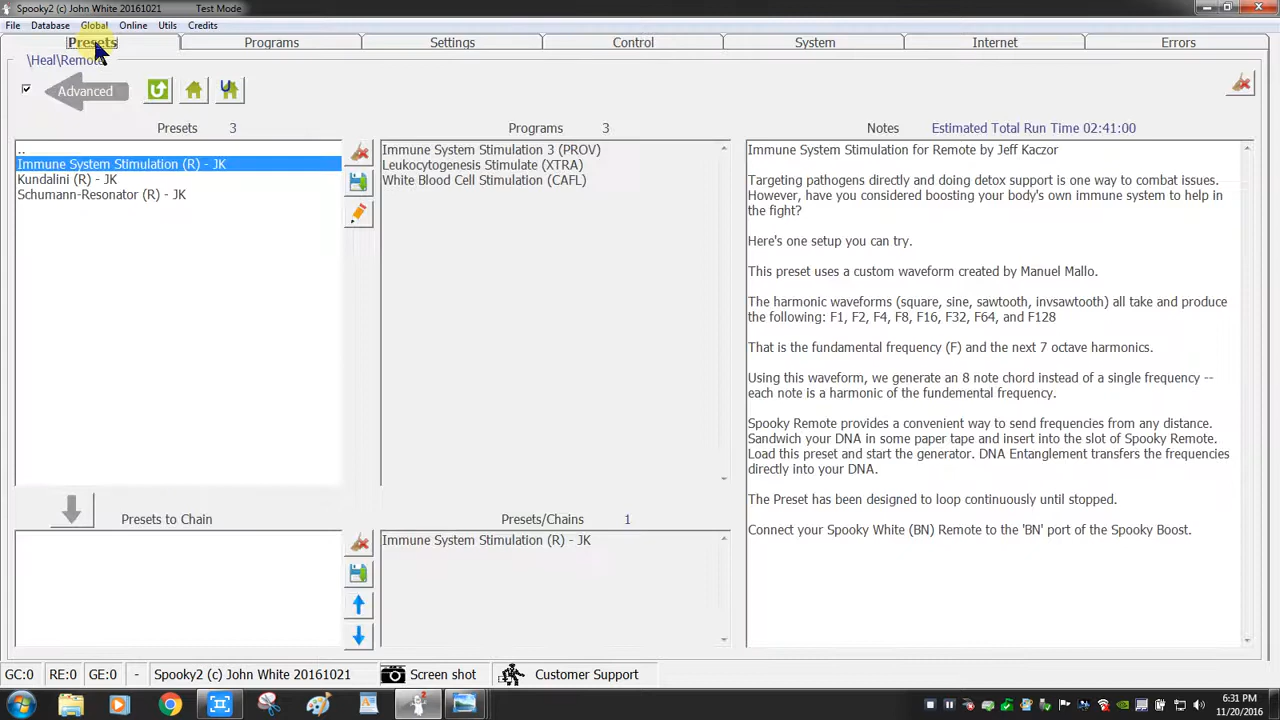 Spooky2 (c) John White 20161021 Test Mode
File Database Global Online Utils Credits
Presets Programs Settings Control System Internet Errors
\Heal\Remote
Advanced
Presets 3 Programs 3 Notes Estimated Total Run Time 02:41:00
..
Immune System Stimulation (R) - JK
Kundalini (R) - JK
Schumann-Resonator (R) - JK
Immune System Stimulation 3 (PROV)
Leukocytogenesis Stimulate (XTRA)
White Blood Cell Stimulation (CAFL)
Immune System Stimulation for Remote by Jeff Kaczor
Targeting pathogens directly and doing detox support is one way to combat issues.
However, have you considered boosting your body's own immune system to help in
the fight?
Here's one setup you can try.
This preset uses a custom waveform created by Manuel Mallo.
The harmonic waveforms (square, sine, sawtooth, invsawtooth) all take and produce
the following: F1, F2, F4, F8, F16, F32, F64, and F128
That is the fundamental frequency (F) and the next 7 octave harmonics.
Using this waveform, we generate an 8 note chord instead of a single frequency --
each note is a harmonic of the fundemental frequency.
Spooky Remote provides a convenient way to send frequencies from any distance.
Sandwich your DNA in some paper tape and insert into the slot of Spooky Remote.
Load this preset and start the generator. DNA Entanglement transfers the frequencies
directly into your DNA.
The Preset has been designed to loop continuously until stopped.
Connect your Spooky White (BN) Remote to the 'BN' port of the Spooky Boost.
Presets to Chain Presets/Chains 1
Immune System Stimulation (R) - JK
GC:0 RE:0 GE:0 - Spooky2 (c) John White 20161021 Screen shot Customer Support
6:31 PM
11/20/2016